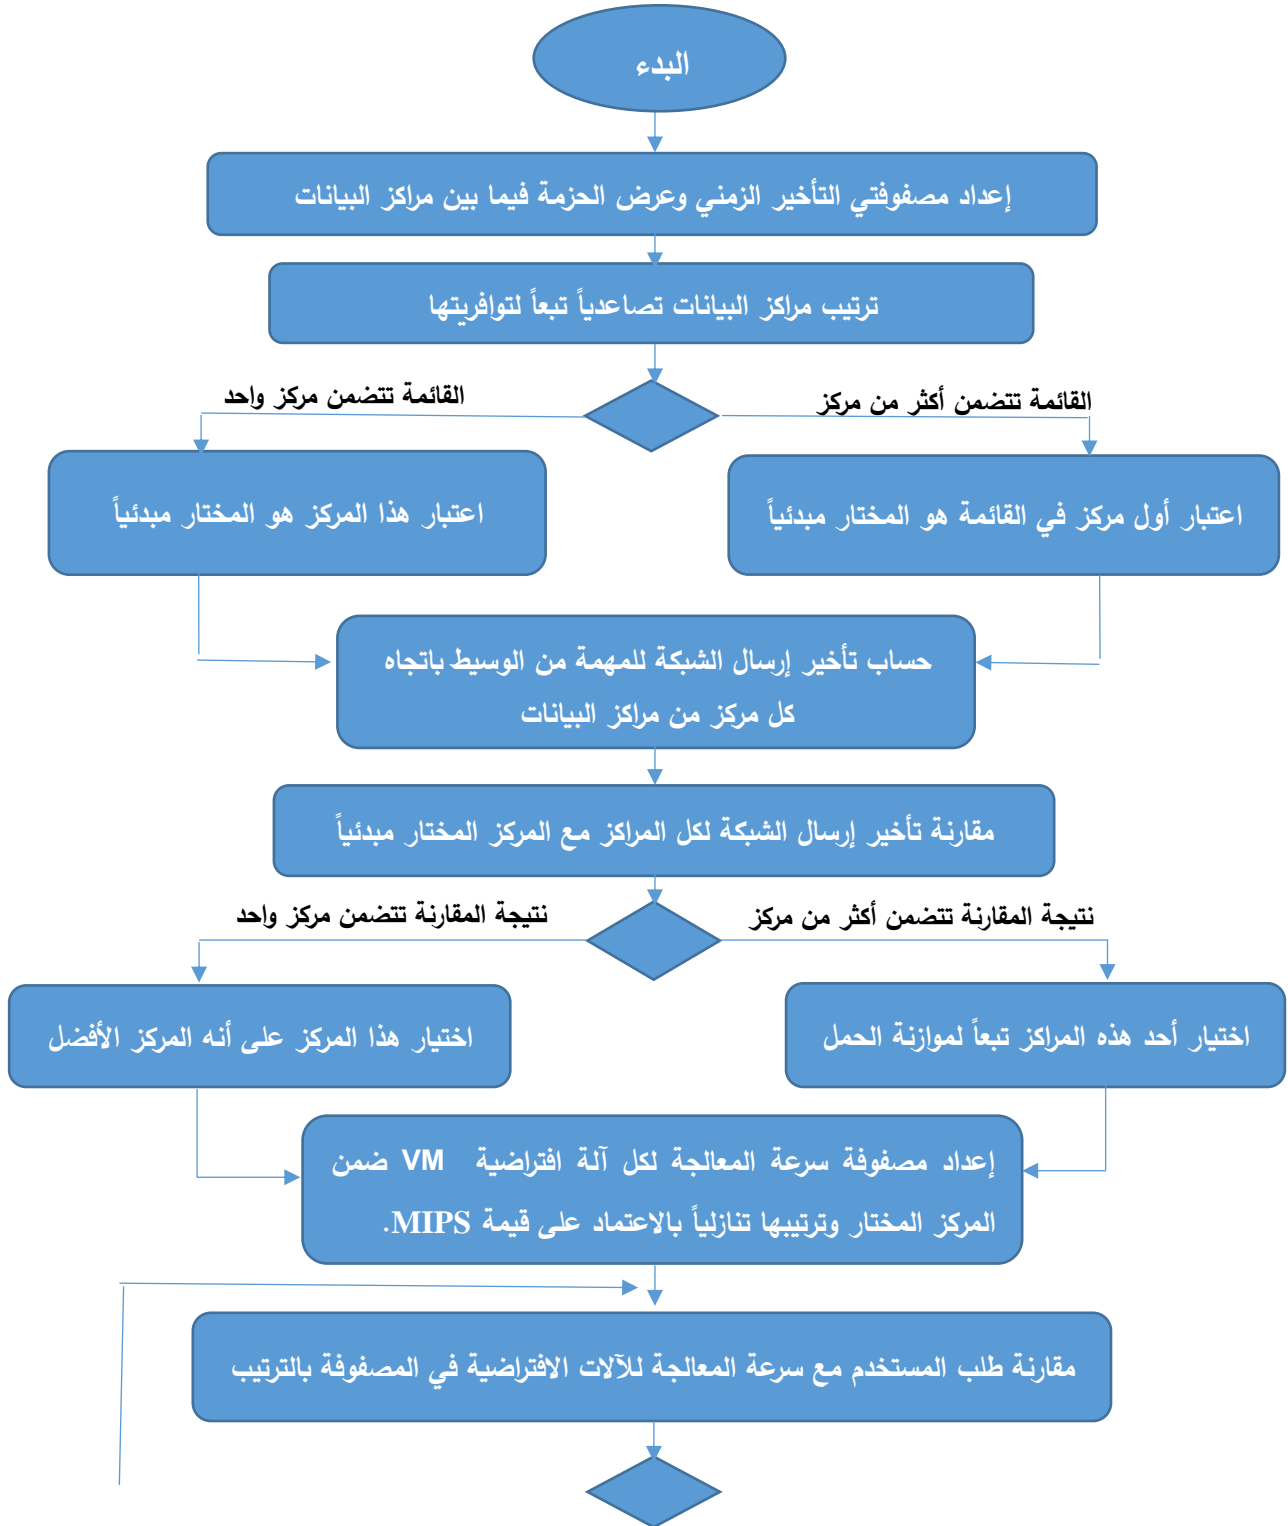 البدء
إعداد مصفوفتي التأخير الزمني وعرض الحزمة فيما بين مراكز البيانات
ترتيب مراكز البيانات تصاعدياً تبعاً لتوافريتها
القائمة تتضمن أكثر من مركز
القائمة تتضمن مركز واحد
اعتبار أول مركز في القائمة هو المختار مبدئياً
اعتبار هذا المركز هو المختار مبدئياً
حساب تأخير إرسال الشبكة للمهمة من الوسيط باتجاه
كل مركز من مراكز البيانات
مقارنة تأخير إرسال الشبكة لكل المراكز مع المركز المختار مبدئياً
نتيجة المقارنة تتضمن أكثر من مركز
نتيجة المقارنة تتضمن مركز واحد
اختيار أحد هذه المراكز تبعاً لموازنة الحمل
اختيار هذا المركز على أنه المركز الأفضل
إعداد مصفوفة سرعة المعالجة لكل آلة افتراضية VM ضمن
المركز المختار وترتيبها تنازلياً بالاعتماد على قيمة MIPS.
مقارنة طلب المستخدم مع سرعة المعالجة للآلات الافتراضية في المصفوفة بالترتيب